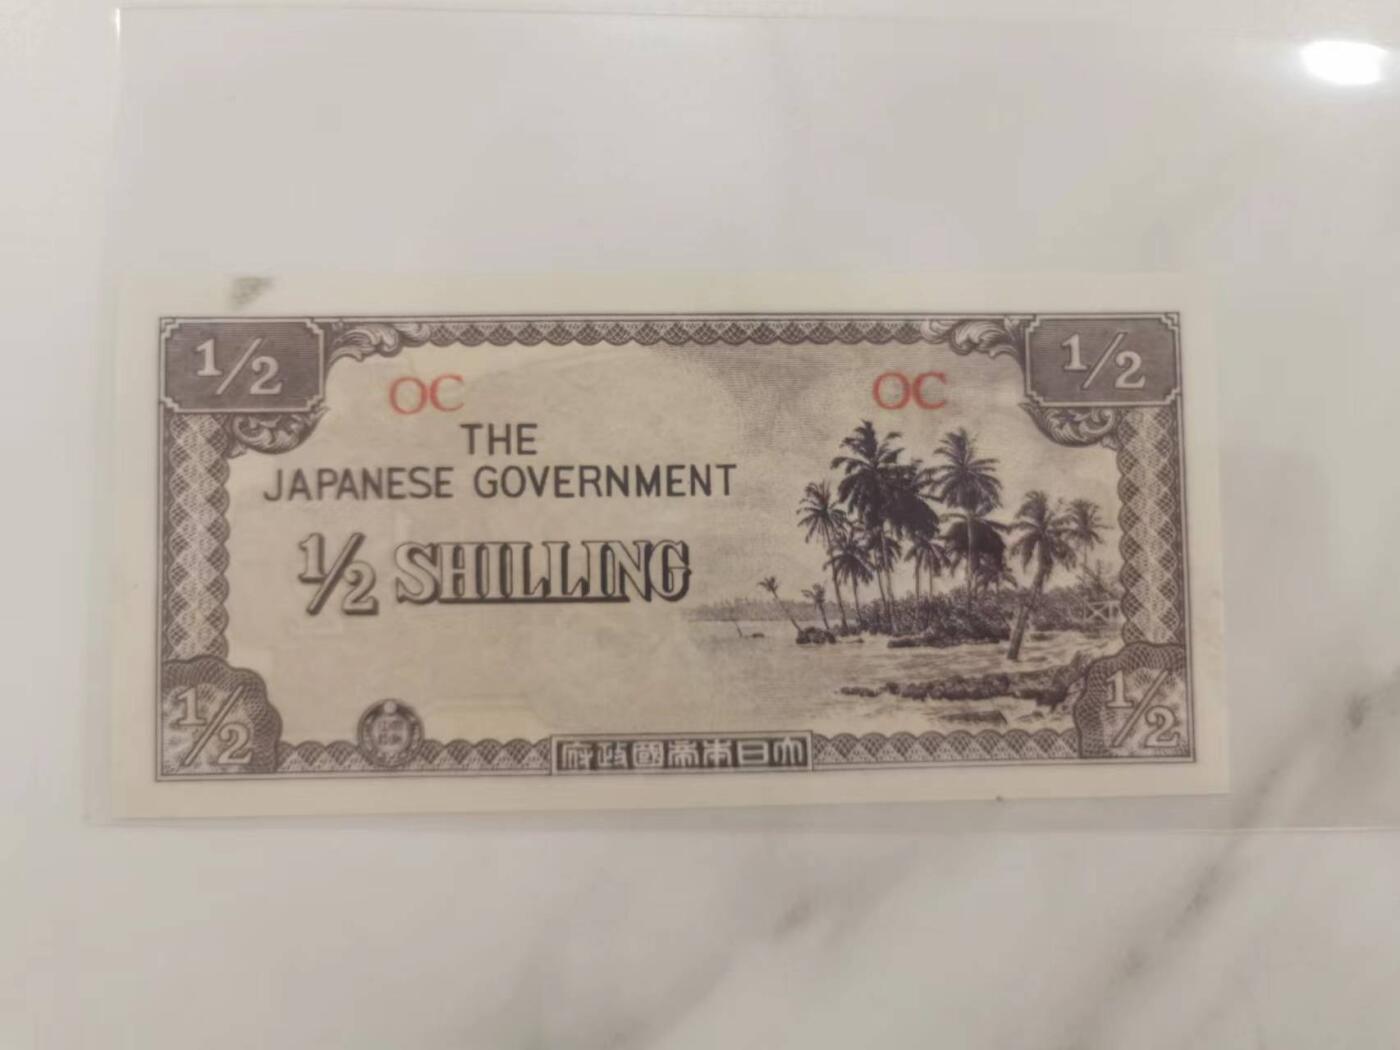 1/2 1/2
OC OC
THE
JAPANESE GOVERNMENT
1/2 SHILLING
1/2 1/2
府政國帝本日大